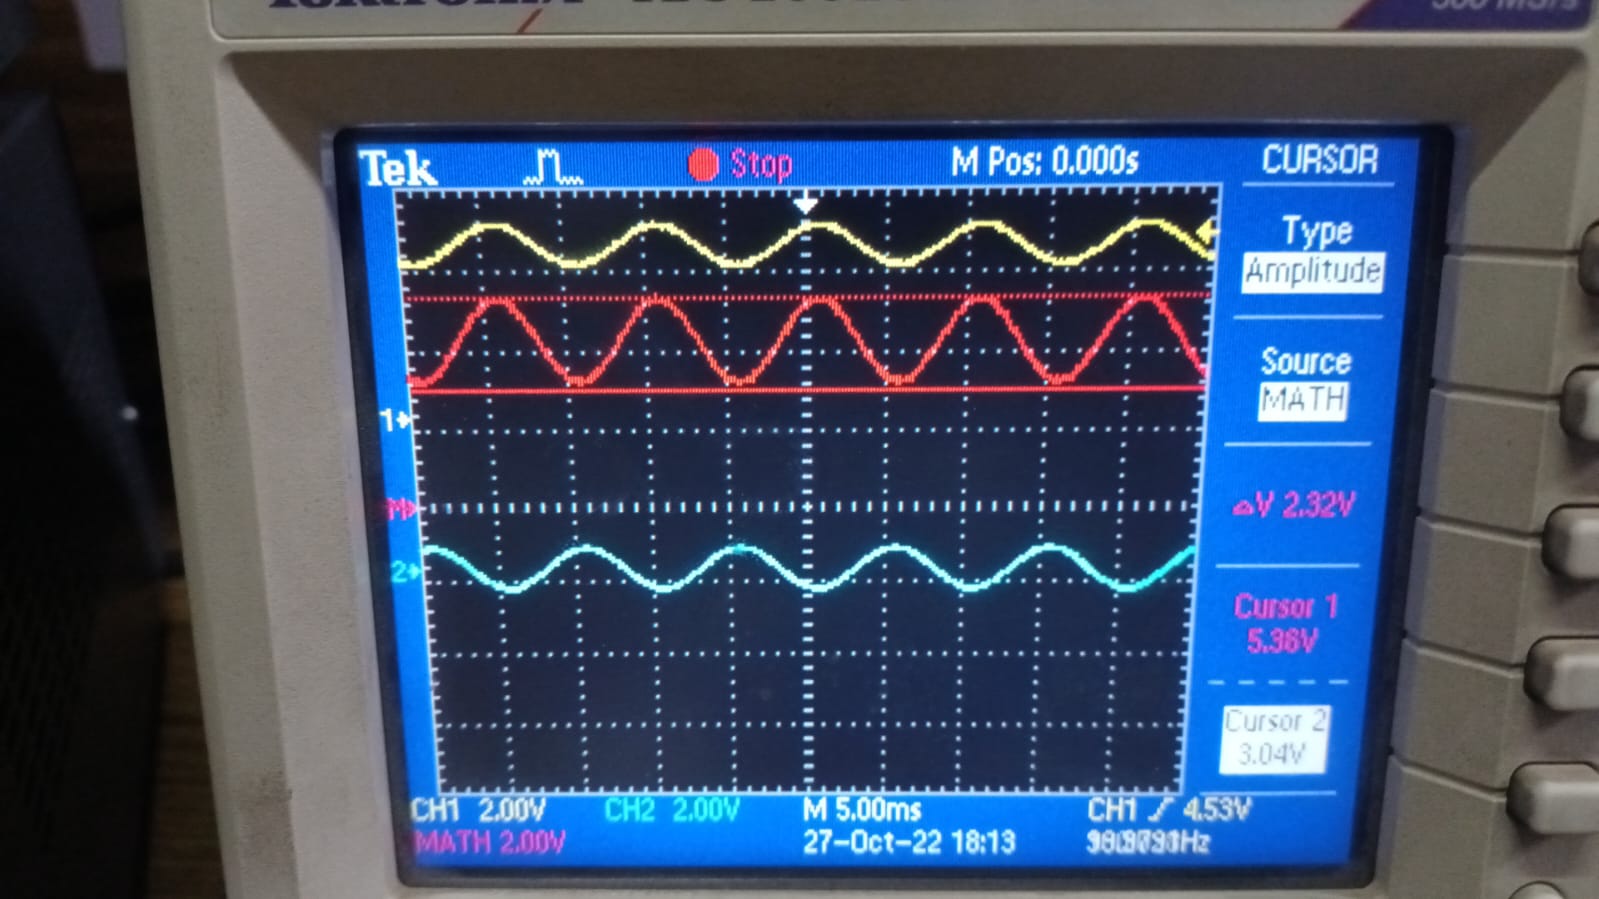 Tek Stop M Pos: 0.000s CURSOR
Type
Amplitude
Source
MATH
1
M
ΔV 2.32V
2
Cursor 1
5.36V
Cursor 2
3.04V
CH1 2.00V CH2 2.00V M 5.00ms CH1 4.53V
MATH 2.00V 27-Oct-22 18:13